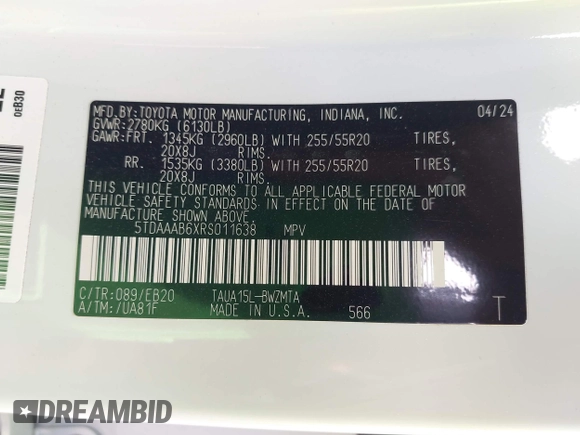 0EB30
MFD.BY:TOYOTA MOTOR MANUFACTURING, INDIANA, INC. 04/24
GVWR:2780KG (6130LB)
GAWR:FRT. 1345KG (2960LB) WITH 255/55R20 TIRES,
20X8J RIMS.
RR. 1535KG (3380LB) WITH 255/55R20 TIRES,
20X8J RIMS.
THIS VEHICLE CONFORMS TO ALL APPLICABLE FEDERAL MOTOR
VEHICLE SAFETY STANDARDS IN EFFECT ON THE DATE OF
MANUFACTURE SHOWN ABOVE.
5TDAAAB6XRS011638 MPV
C/TR:089/EB20 TAUA15L-BWZMTA
A/TM:/UA81F MADE IN U.S.A. 566 T
DREAMBID